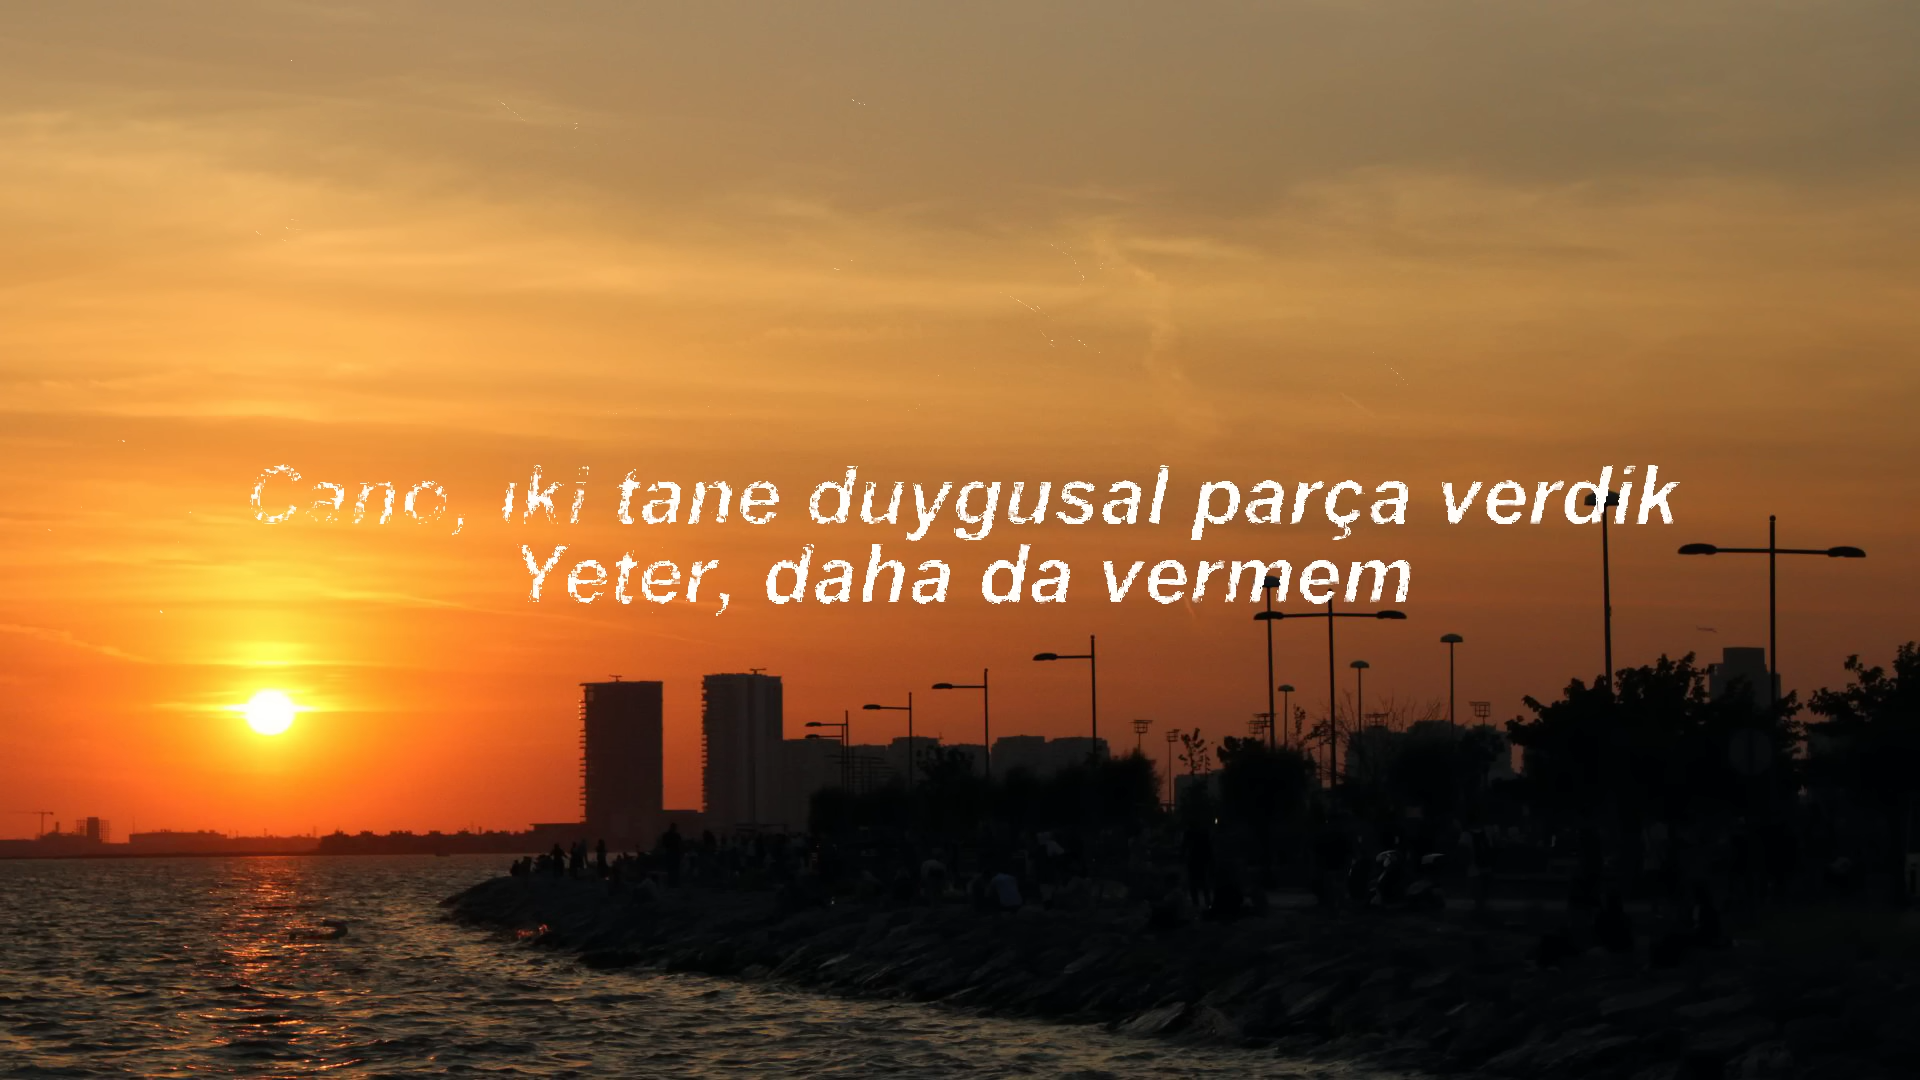 Cano, iki tane duygusal parça verdik
Yeter, daha da vermem